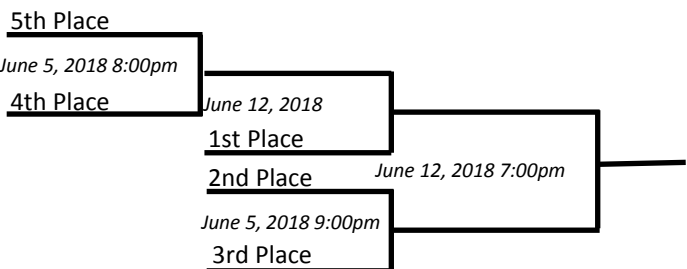 5th Place
June 5, 2018 8:00pm
4th Place
June 12, 2018
1st Place
2nd Place
June 12, 2018 7:00pm
June 5, 2018 9:00pm
3rd Place